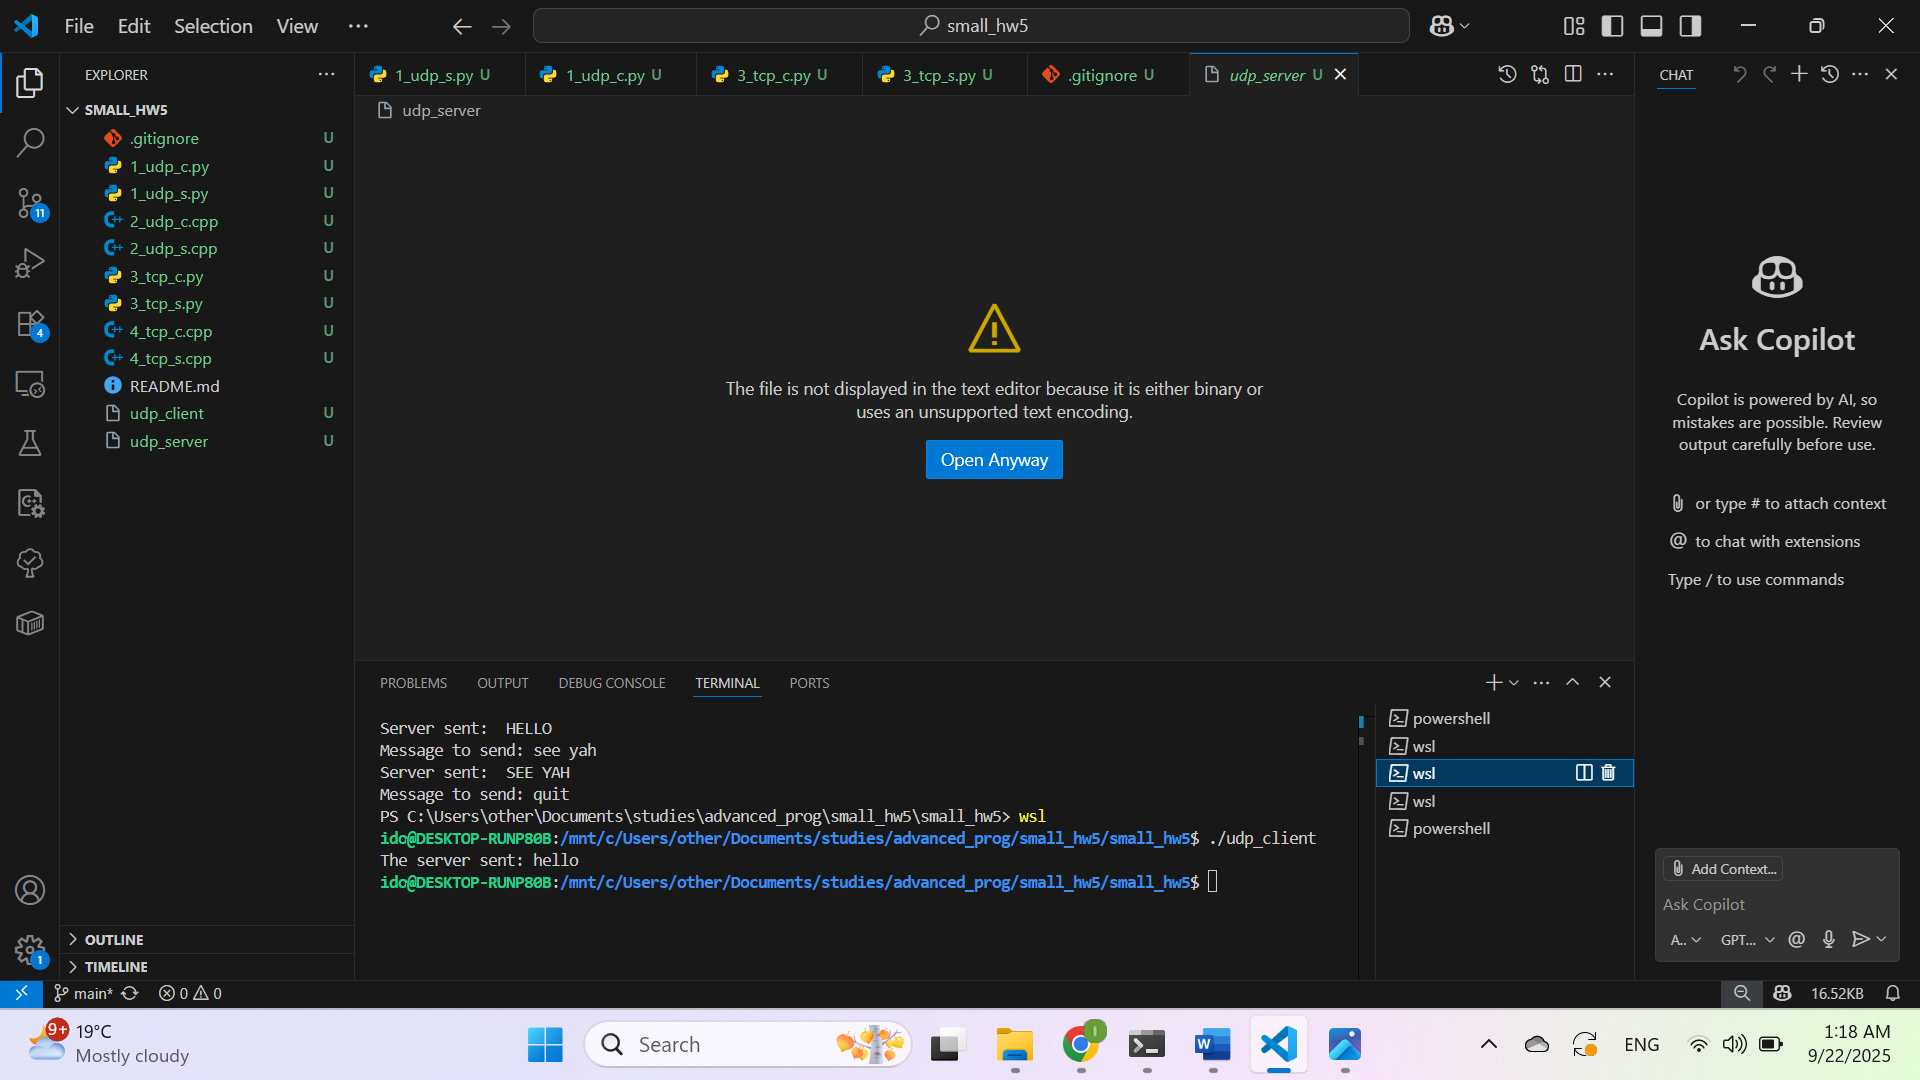 File Edit Selection View ···
small_hw5
EXPLORER
SMALL_HW5
.gitignore U
1_udp_c.py U
1_udp_s.py U
2_udp_c.cpp U
2_udp_s.cpp U
3_tcp_c.py U
3_tcp_s.py U
4_tcp_c.cpp U
4_tcp_s.cpp U
README.md
udp_client U
udp_server U
OUTLINE
TIMELINE
11
4
1
1_udp_s.py U 1_udp_c.py U 3_tcp_c.py U 3_tcp_s.py U .gitignore U udp_server U
udp_server
The file is not displayed in the text editor because it is either binary or
uses an unsupported text encoding.
Open Anyway
PROBLEMS OUTPUT DEBUG CONSOLE TERMINAL PORTS
Server sent:  HELLO
Message to send: see yah
Server sent:  SEE YAH
Message to send: quit
PS C:\Users\other\Documents\studies\advanced_prog\small_hw5\small_hw5> wsl
ido@DESKTOP-RUNP80B:/mnt/c/Users/other/Documents/studies/advanced_prog/small_hw5/small_hw5$ ./udp_client
The server sent: hello
ido@DESKTOP-RUNP80B:/mnt/c/Users/other/Documents/studies/advanced_prog/small_hw5/small_hw5$
powershell
wsl
wsl
wsl
powershell
CHAT
Ask Copilot
Copilot is powered by AI, so
mistakes are possible. Review
output carefully before use.
or type # to attach context
@ to chat with extensions
Type / to use commands
Add Context...
Ask Copilot
A.. GPT... @
main* 0 0 16.52KB
9+ 19°C
Mostly cloudy
Search
ENG
1:18 AM
9/22/2025